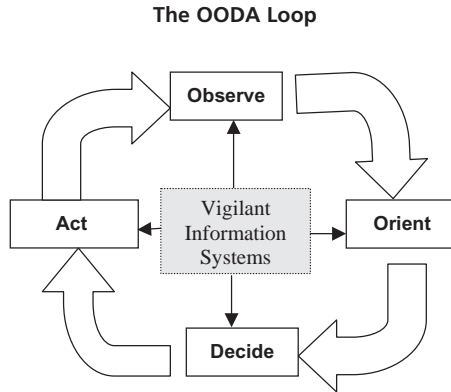 The OODA Loop
Observe
Act
Vigilant
Information
Systems
Orient
Decide